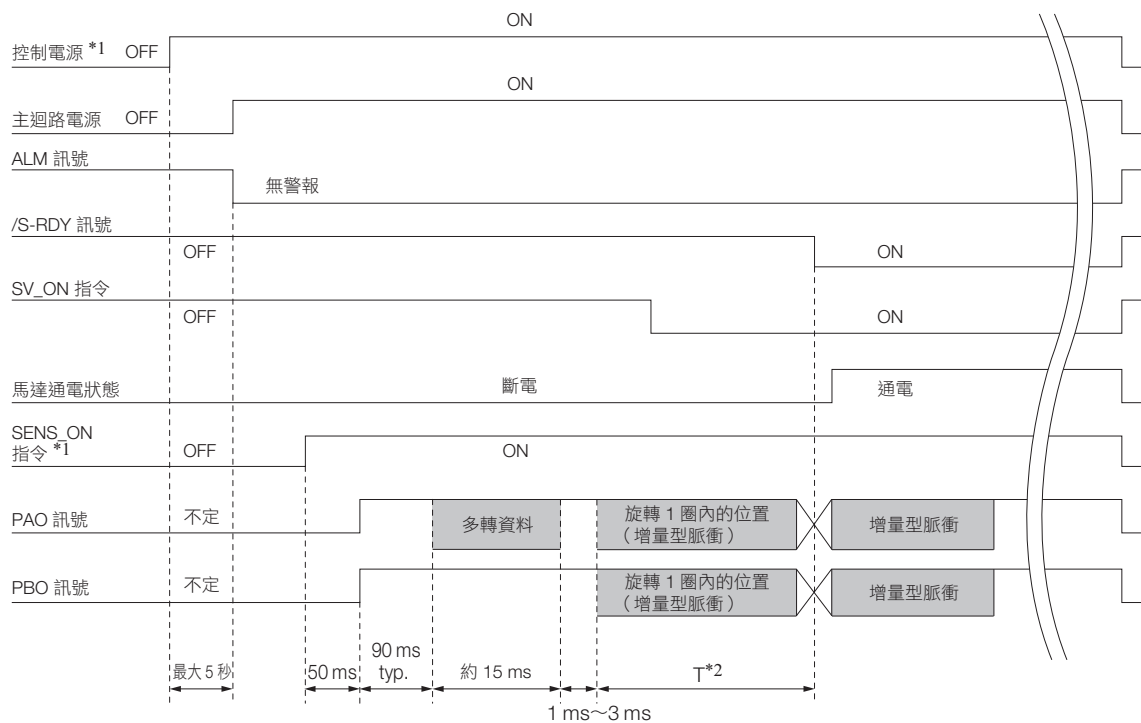 ON
控制電源 *1 OFF
ON
主迴路電源 OFF
ALM 訊號
無警報
/S-RDY 訊號
OFF ON
SV_ON 指令
OFF ON
馬達通電狀態 斷電 通電
SENS_ON
指令 *1 OFF ON
PAO 訊號 不定 多轉資料 旋轉 1 圈內的位置 增量型脈衝
（增量型脈衝）
PBO 訊號 不定 旋轉 1 圈內的位置 增量型脈衝
（增量型脈衝）
最大 5 秒 50 ms 90 ms 約 15 ms T*2
typ.
1 ms～3 ms